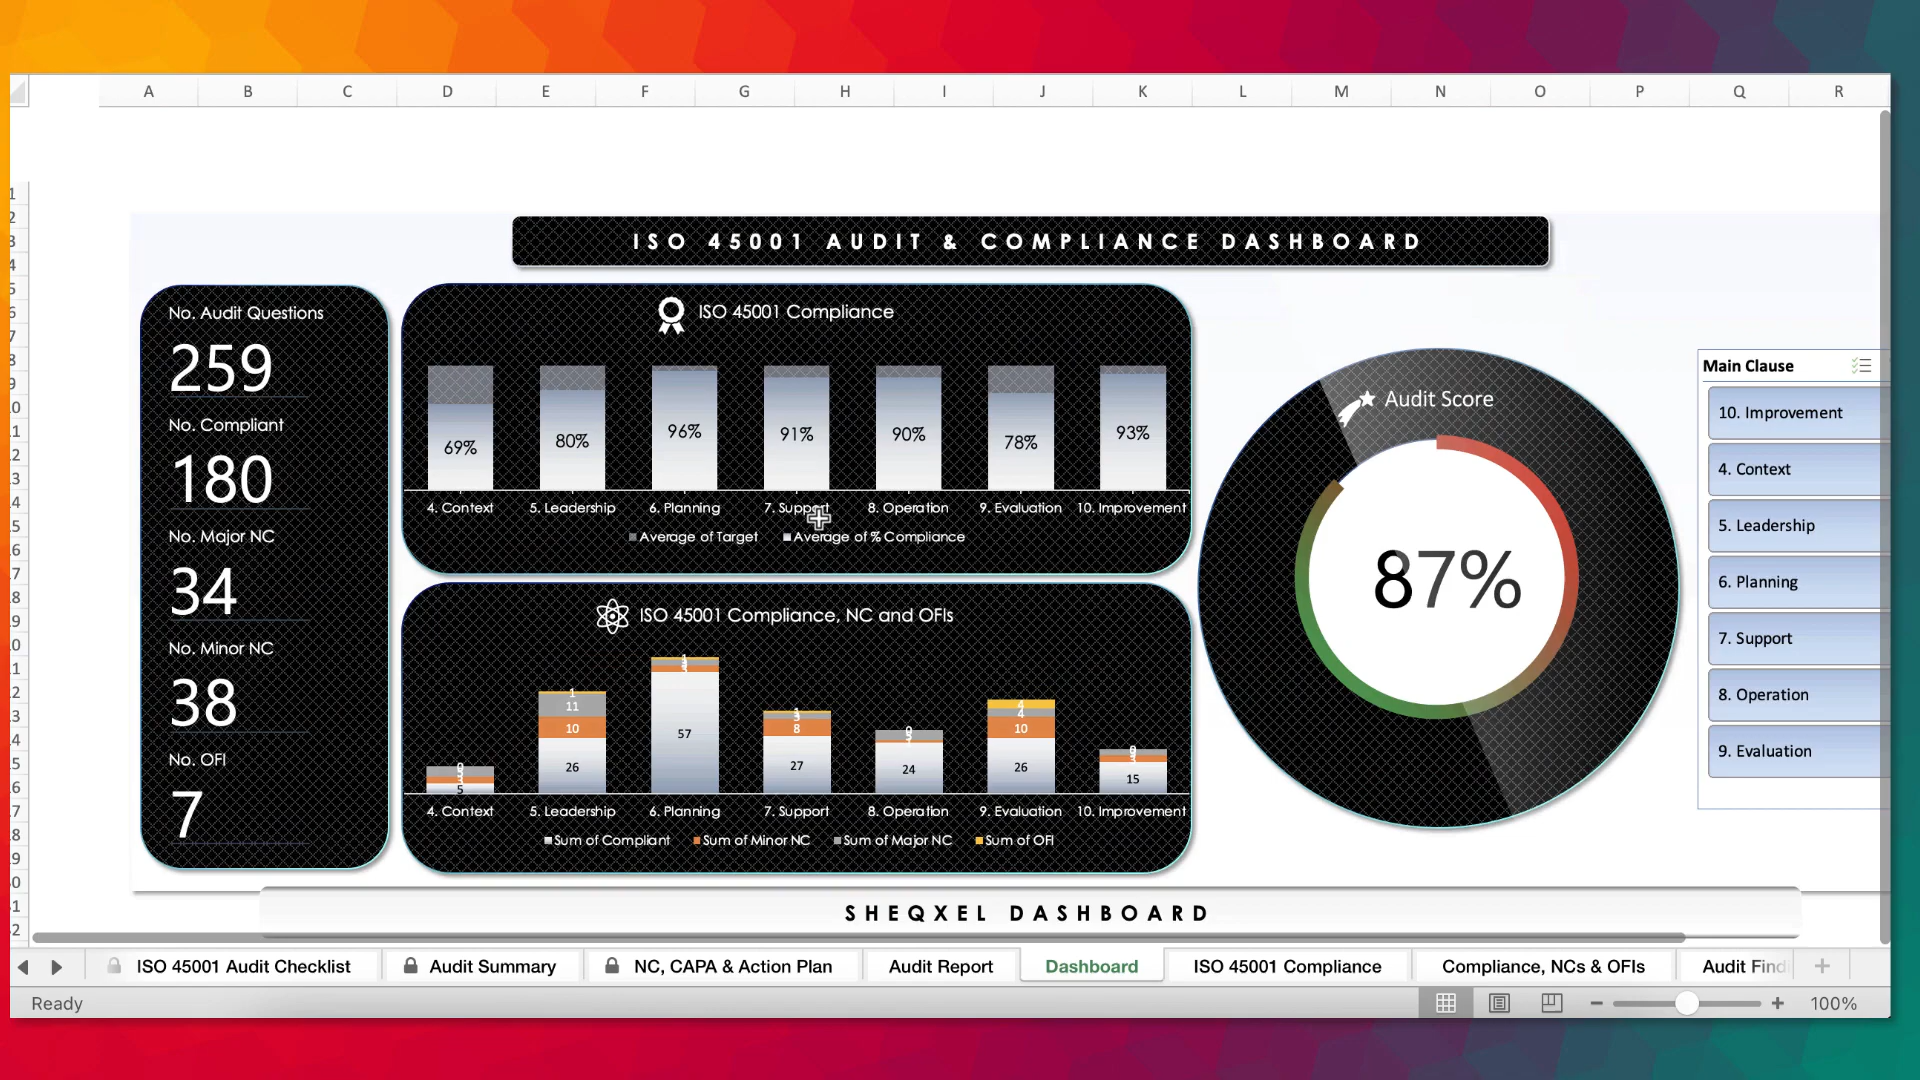 A B C D E F G H I J K L M N O P Q R
ISO 45001 AUDIT & COMPLIANCE DASHBOARD
No. Audit Questions
259
No. Compliant
180
No. Major NC
34
No. Minor NC
38
No. OFI
7
ISO 45001 Compliance
69% 80% 96% 91% 90% 78% 93%
4. Context 5. Leadership 6. Planning 7. Support 8. Operation 9. Evaluation 10. Improvement
Average of Target Average of % Compliance
ISO 45001 Compliance, NC and OFIs
1
11
10 8 10
4
4
57
5 26 27 24 26 15
4. Context 5. Leadership 6. Planning 7. Support 8. Operation 9. Evaluation 10. Improvement
Sum of Compliant Sum of Minor NC Sum of Major NC Sum of OFI
Audit Score
87%
Main Clause
10. Improvement
4. Context
5. Leadership
6. Planning
7. Support
8. Operation
9. Evaluation
SHEQXEL DASHBOARD
ISO 45001 Audit Checklist Audit Summary NC, CAPA & Action Plan Audit Report Dashboard ISO 45001 Compliance Compliance, NCs & OFIs Audit Find
Ready 100%